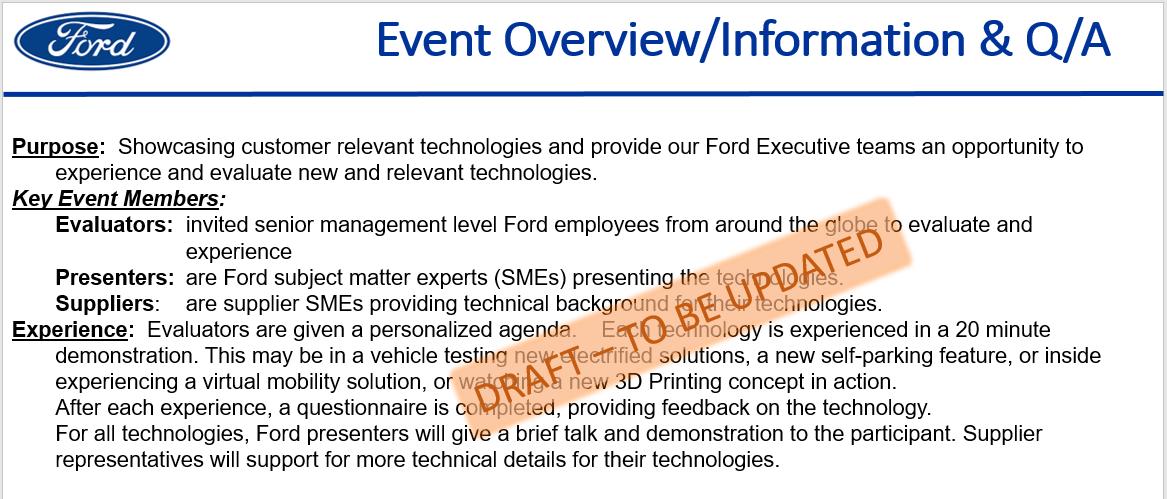 Ford
Event Overview/Information & Q/A
Purpose: Showcasing customer relevant technologies and provide our Ford Executive teams an opportunity to
experience and evaluate new and relevant technologies.
Key Event Members:
Evaluators: invited senior management level Ford employees from around the globe to evaluate and
experience
Presenters: are Ford subject matter experts (SMEs) presenting the technologies.
Suppliers: are supplier SMEs providing technical background for their technologies.
Experience: Evaluators are given a personalized agenda. Each technology is experienced in a 20 minute
demonstration. This may be in a vehicle testing new electrified solutions, a new self-parking feature, or inside
experiencing a virtual mobility solution, or watching a new 3D Printing concept in action.
After each experience, a questionnaire is completed, providing feedback on the technology.
For all technologies, Ford presenters will give a brief talk and demonstration to the participant. Supplier
representatives will support for more technical details for their technologies.
DRAFT – TO BE UPDATED